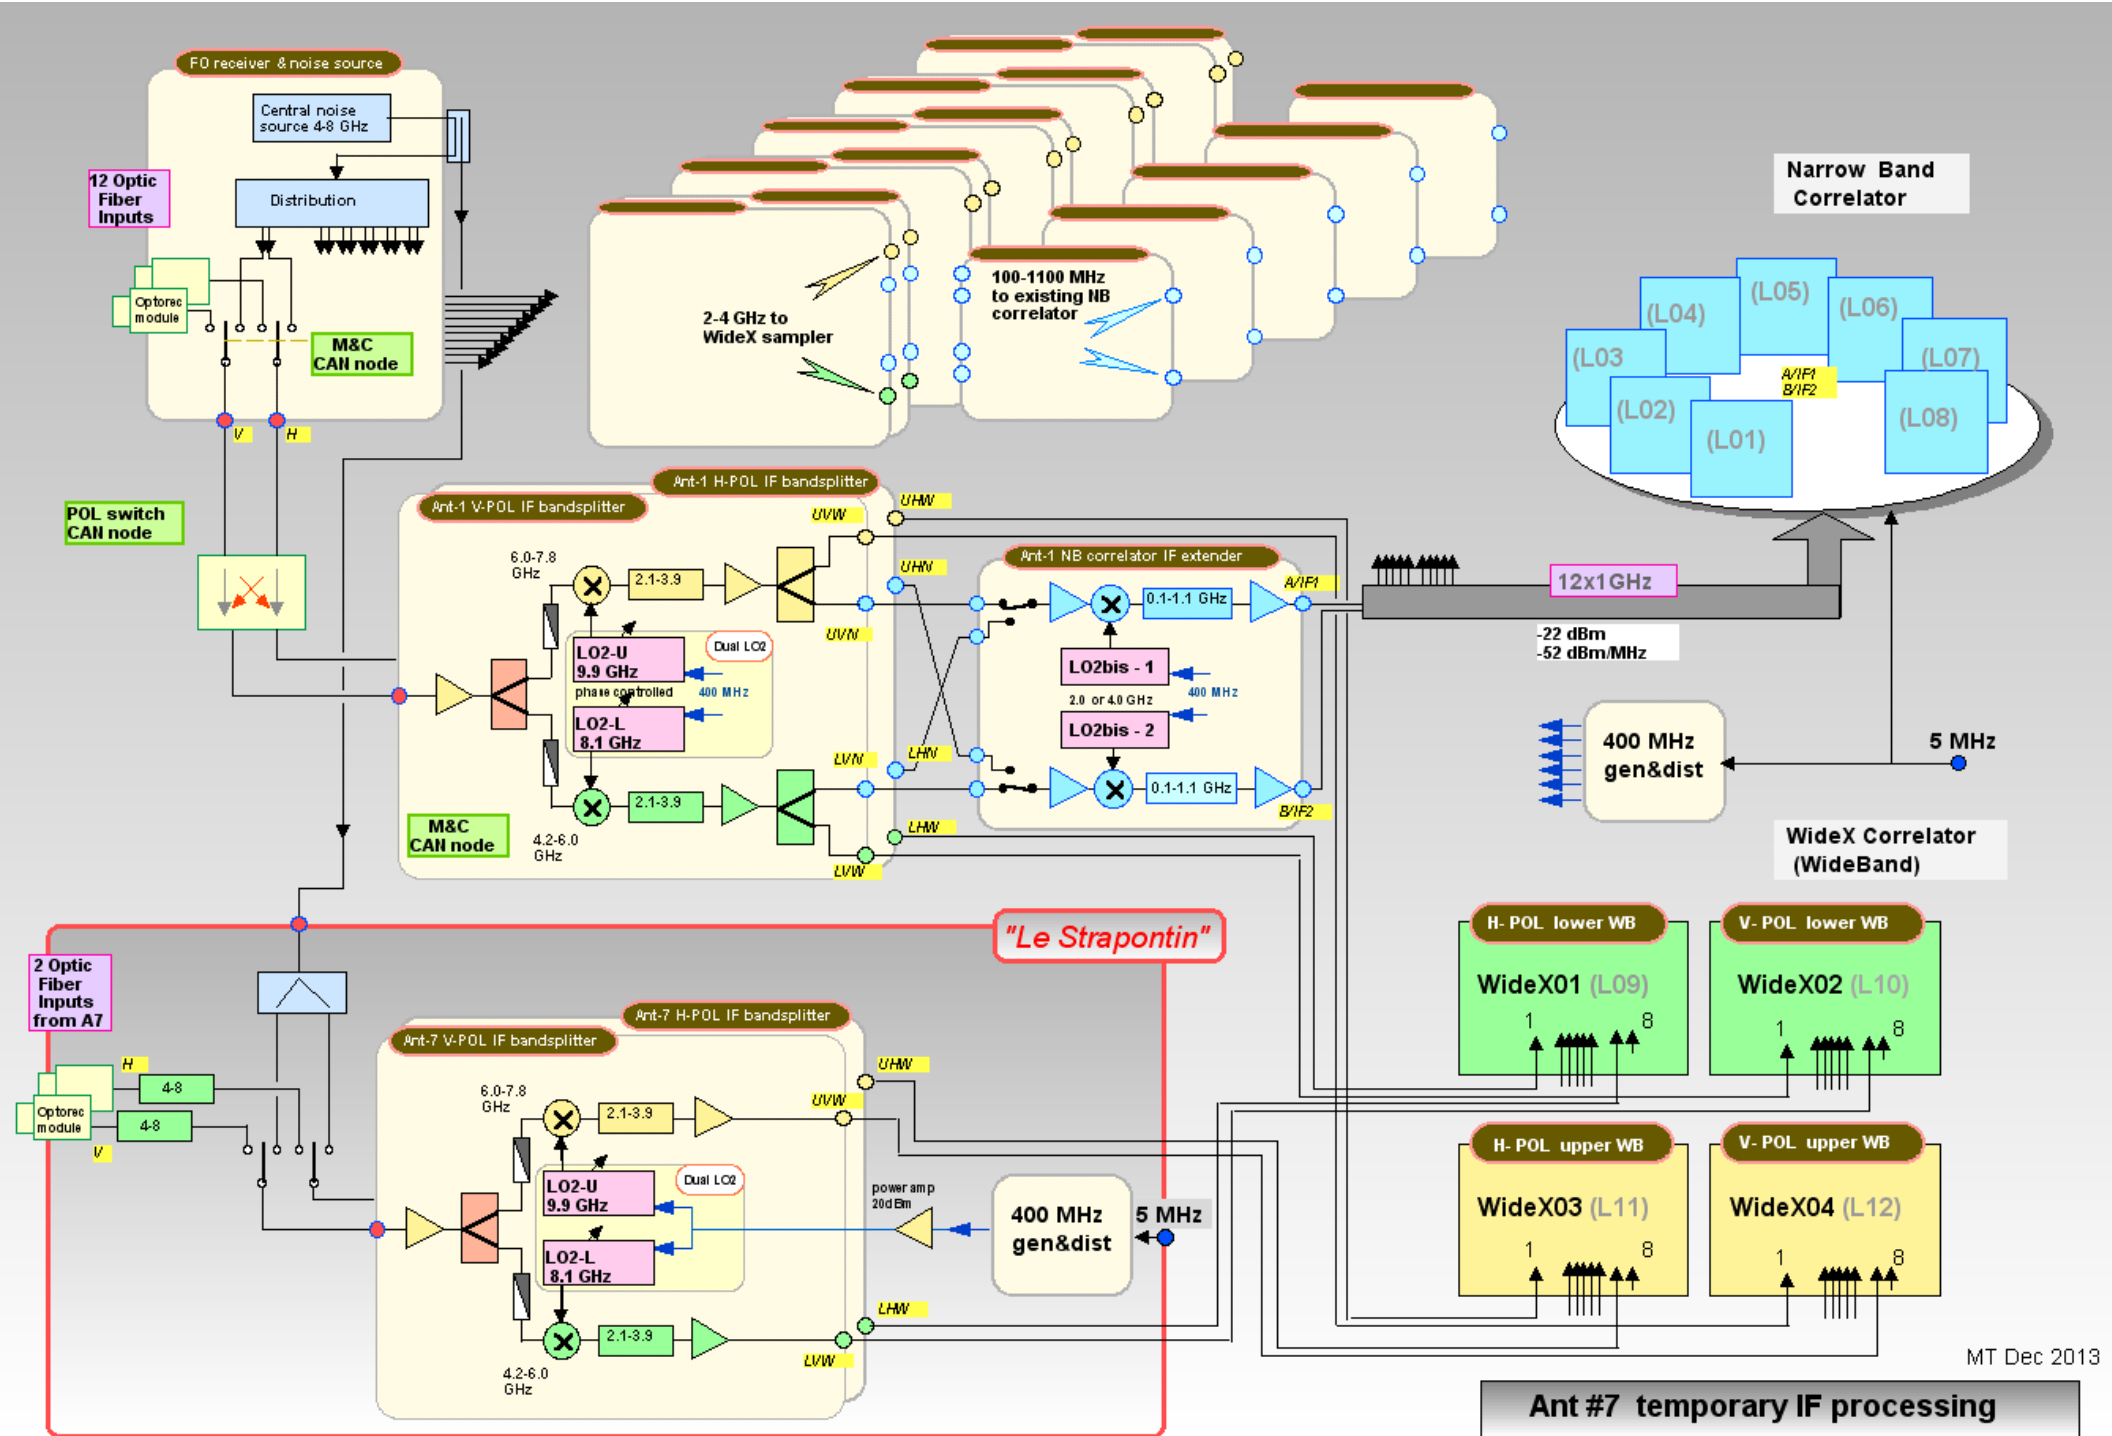 FO receiver & noise source
Central noise
source 4-8 GHz
12 Optic
Fiber
Inputs
Distribution
Optorec
module
M&C
CAN node
V
H
2-4 GHz to
WideX sampler
100-1100 MHz
to existing NB
correlator
Narrow Band
Correlator
(L05)
(L04)
(L06)
(L03
(L07)
A/IF1
B/IF2
(L02)
(L08)
(L01)
POL switch
CAN node
Ant-1 H-POL IF bandsplitter
Ant-1 V-POL IF bandsplitter
UHW
UVW
6.0-7.8
GHz
2.1-3.9
UHN
UVN
LO2-U
9.9 GHz
Dual LO2
phase controlled
400 MHz
LO2-L
8.1 GHz
LVN
LHN
2.1-3.9
4.2-6.0
GHz
M&C
CAN node
LHW
LVW
Ant-1 NB correlator IF extender
A/IF1
0.1-1.1 GHz
LO2bis - 1
2.0 or 4.0 GHz
400 MHz
LO2bis - 2
0.1-1.1 GHz
B/IF2
12x1GHz
-22 dBm
-52 dBm/MHz
400 MHz
gen&dist
5 MHz
WideX Correlator
(WideBand)
"Le Strapontin"
2 Optic
Fiber
Inputs
from A7
H
4-8
Optorec
module
4-8
V
Ant-7 H-POL IF bandsplitter
Ant-7 V-POL IF bandsplitter
UHW
UVW
6.0-7.8
GHz
2.1-3.9
LO2-U
9.9 GHz
Dual LO2
LO2-L
8.1 GHz
2.1-3.9
4.2-6.0
GHz
LHW
LVW
power amp
20dBm
400 MHz
gen&dist
5 MHz
H- POL lower WB
WideX01 (L09)
1
8
V- POL lower WB
WideX02 (L10)
1
8
H- POL upper WB
WideX03 (L11)
1
8
V- POL upper WB
WideX04 (L12)
1
8
MT Dec 2013
Ant #7 temporary IF processing